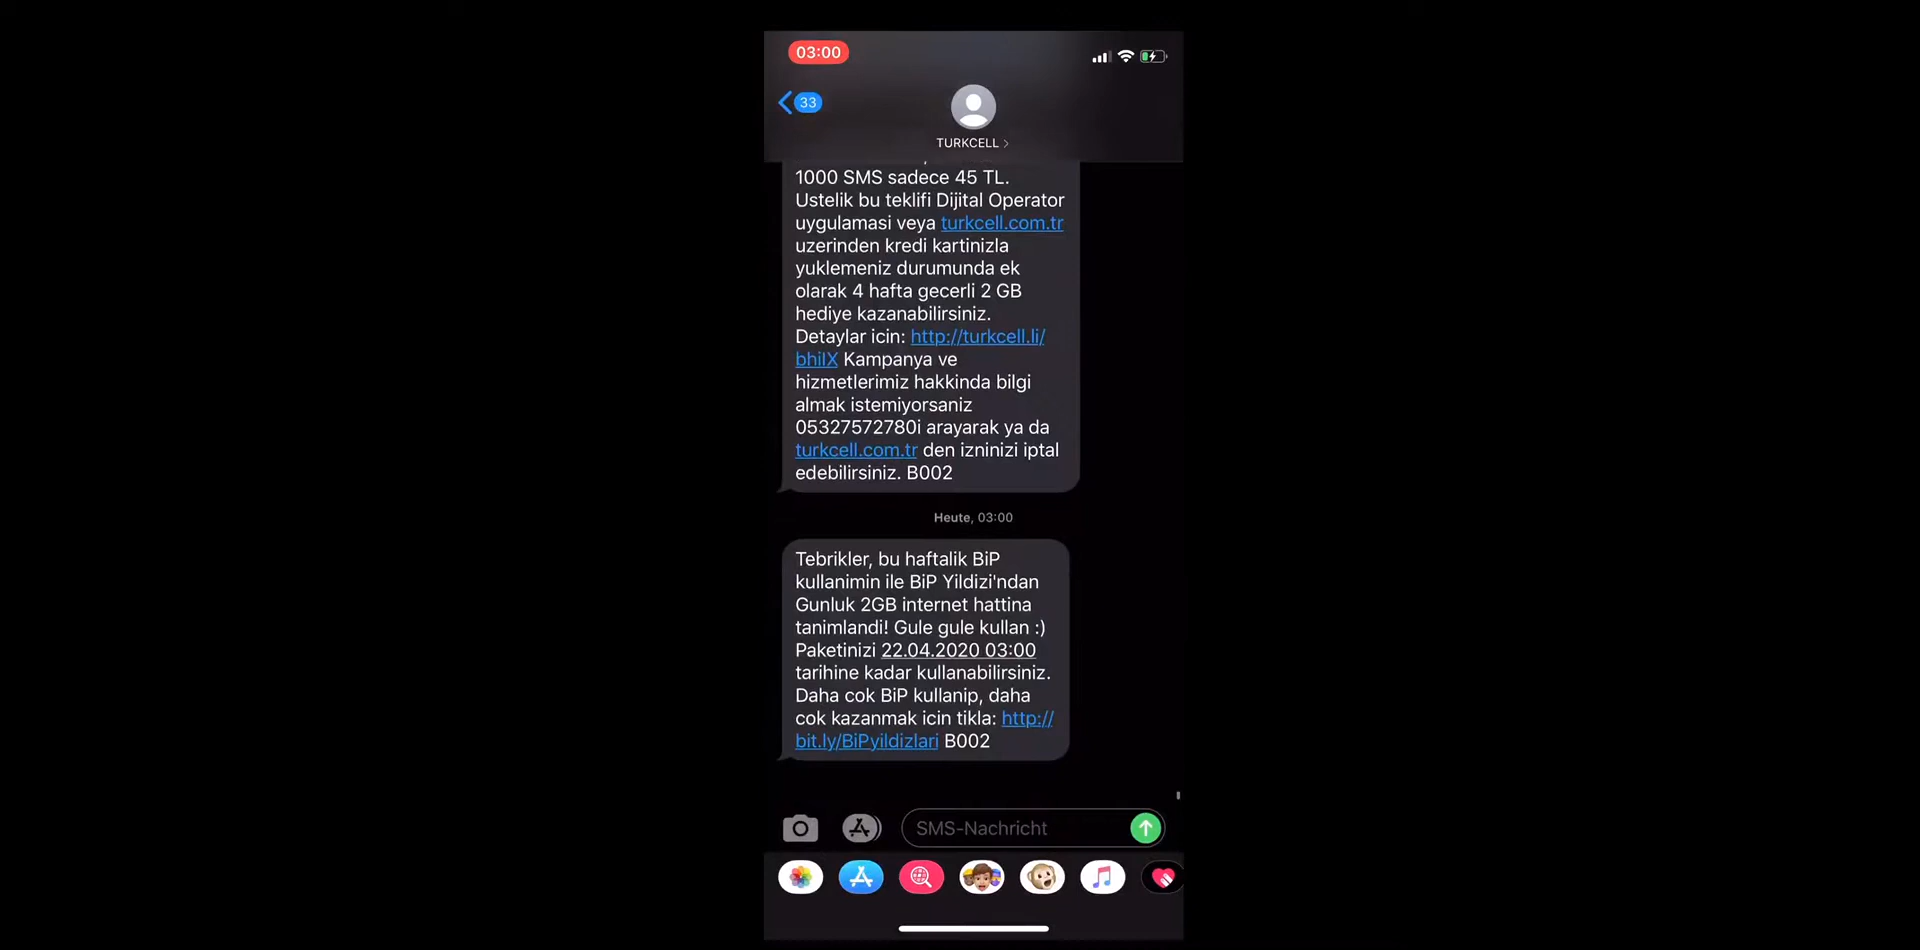 03:00
33
TURKCELL
1000 SMS sadece 45 TL.
Ustelik bu teklifi Dijital Operator
uygulamasi veya turkcell.com.tr
uzerinden kredi kartinizla
yuklemeniz durumunda ek
olarak 4 hafta gecerli 2 GB
hediye kazanabilirsiniz.
Detaylar icin: http://turkcell.li/
bhiIX Kampanya ve
hizmetlerimiz hakkinda bilgi
almak istemiyorsaniz
05327572780i arayarak ya da
turkcell.com.tr den izninizi iptal
edebilirsiniz. B002
Heute, 03:00
Tebrikler, bu haftalik BiP
kullanimin ile BiP Yildizi'ndan
Gunluk 2GB internet hattina
tanimlandi! Gule gule kullan :)
Paketinizi 22.04.2020 03:00
tarihine kadar kullanabilirsiniz.
Daha cok BiP kullanip, daha
cok kazanmak icin tikla: http://
bit.ly/BiPyildizlari B002
SMS-Nachricht